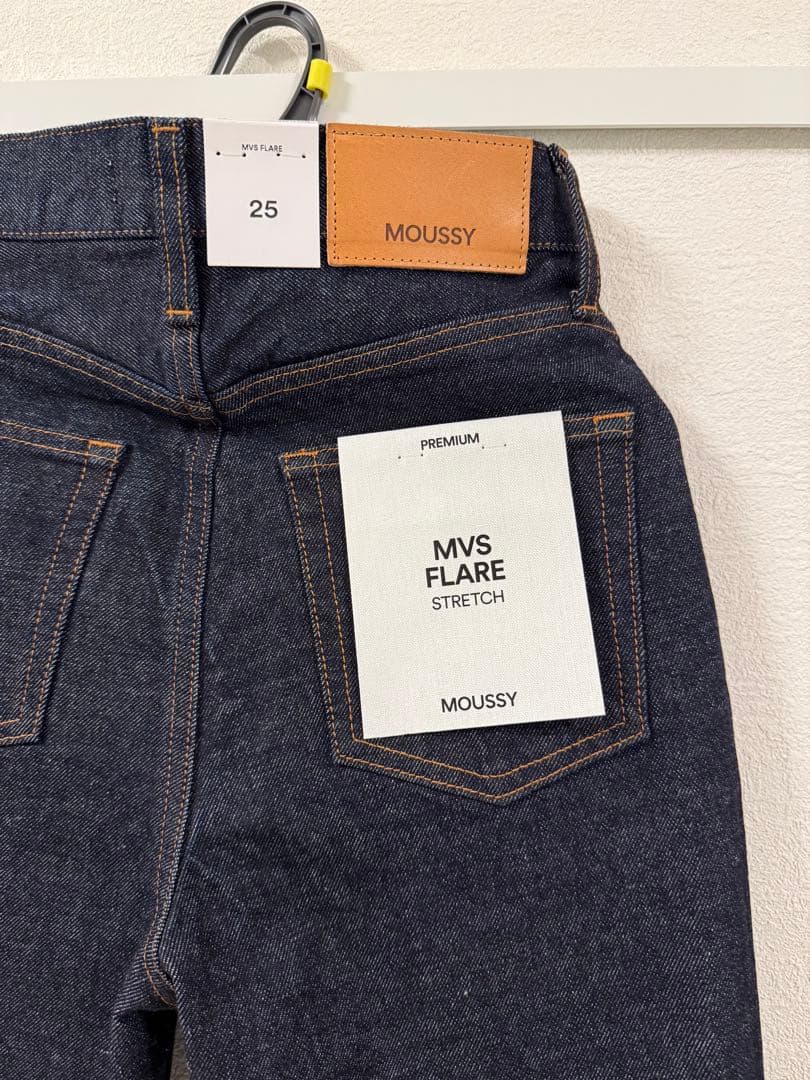 MVS FLARE
25
MOUSSY
PREMIUM
MVS
FLARE
STRETCH
MOUSSY